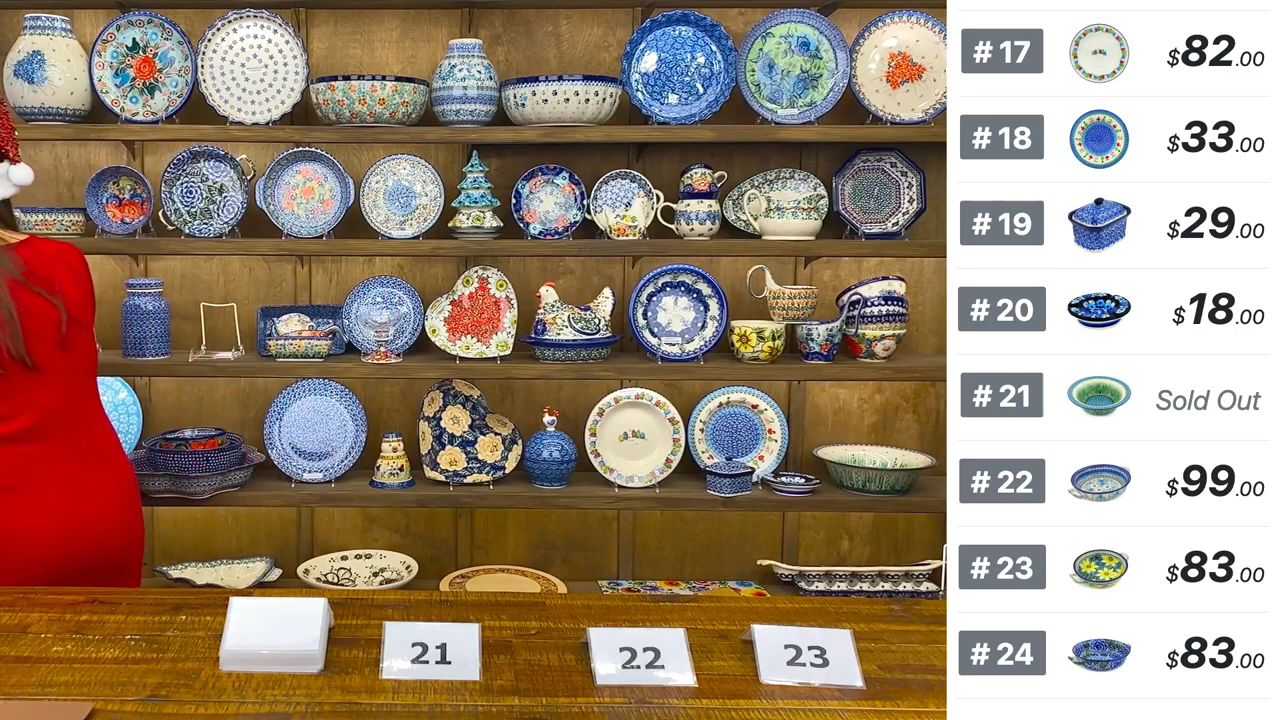 # 17 $82.00
# 18 $33.00
# 19 $29.00
# 20 $18.00
# 21 Sold Out
# 22 $99.00
# 23 $83.00
# 24 $83.00
21
22
23